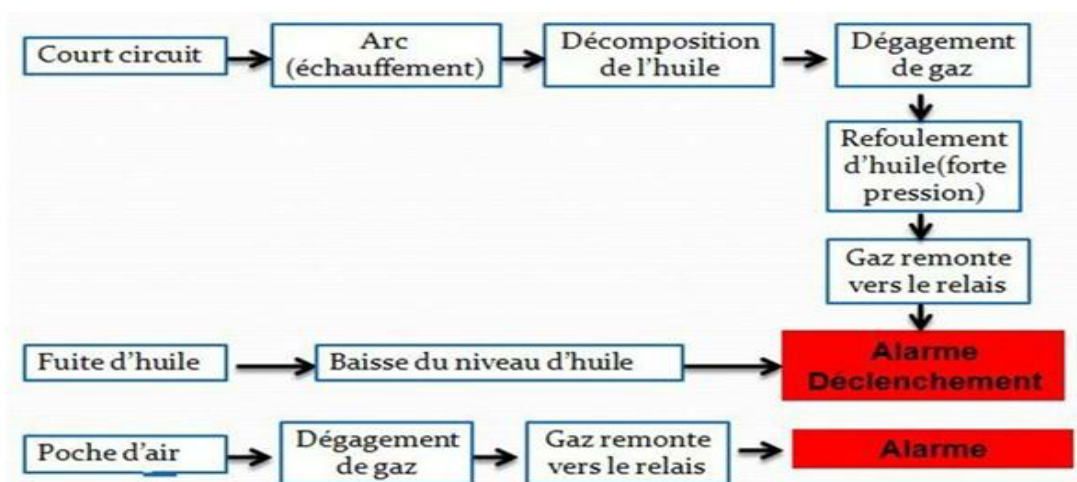 Court circuit
Arc
(échauffement)
Décomposition
de l'huile
Dégagement
de gaz
Refoulement
d'huile(forte
pression)
Gaz remonte
vers le relais
Fuite d'huile
Baisse du niveau d'huile
Alarme
Déclenchement
Poche d'air
Dégagement
de gaz
Gaz remonte
vers le relais
Alarme